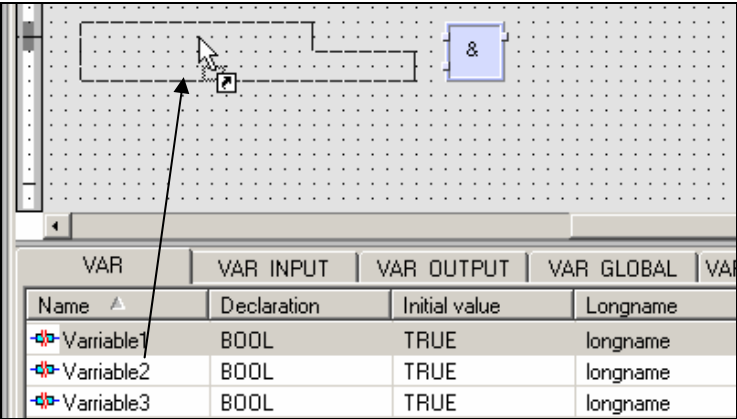 &
VAR VAR INPUT VAR OUTPUT VAR GLOBAL VAR
Name Declaration Initial value Longname
Varriable1 BOOL TRUE longname
Varriable2 BOOL TRUE longname
Varriable3 BOOL TRUE longname